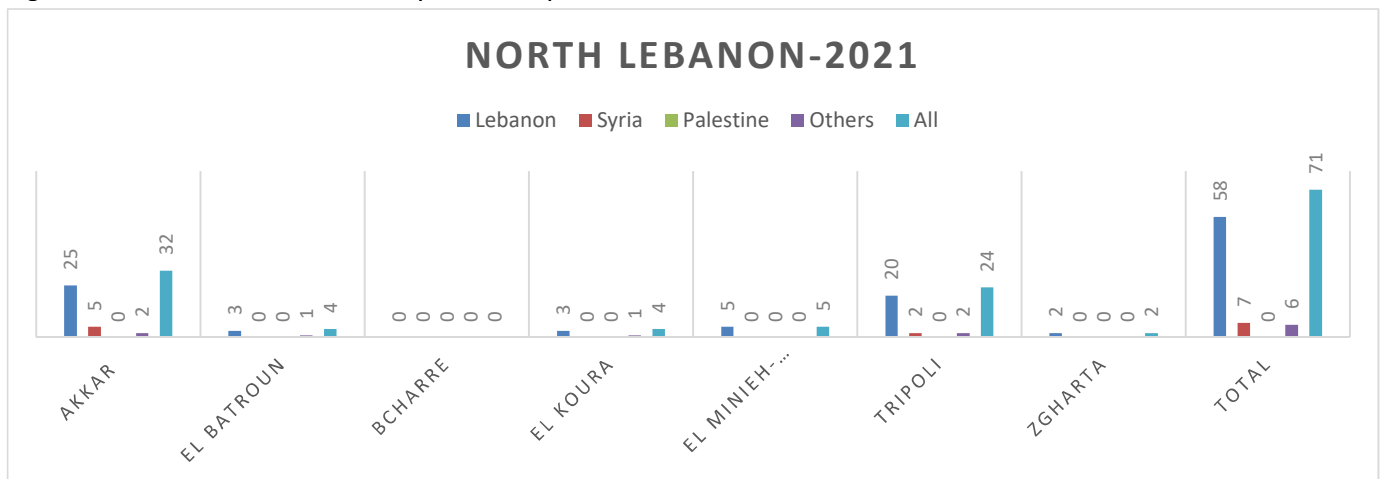 NORTH LEBANON-2021
Lebanon Syria Palestine Others All
25 5 0 2 32
3 0 0 1 4
0 0 0 0 0
3 0 0 1 4
5 0 0 0 5
20 2 0 2 24
2 0 0 0 2
58 7 0 6 71
AKKAR
EL BATROUN
BCHARRE
EL KOURA
EL MINIEH-...
TRIPOLI
ZGHARTA
TOTAL